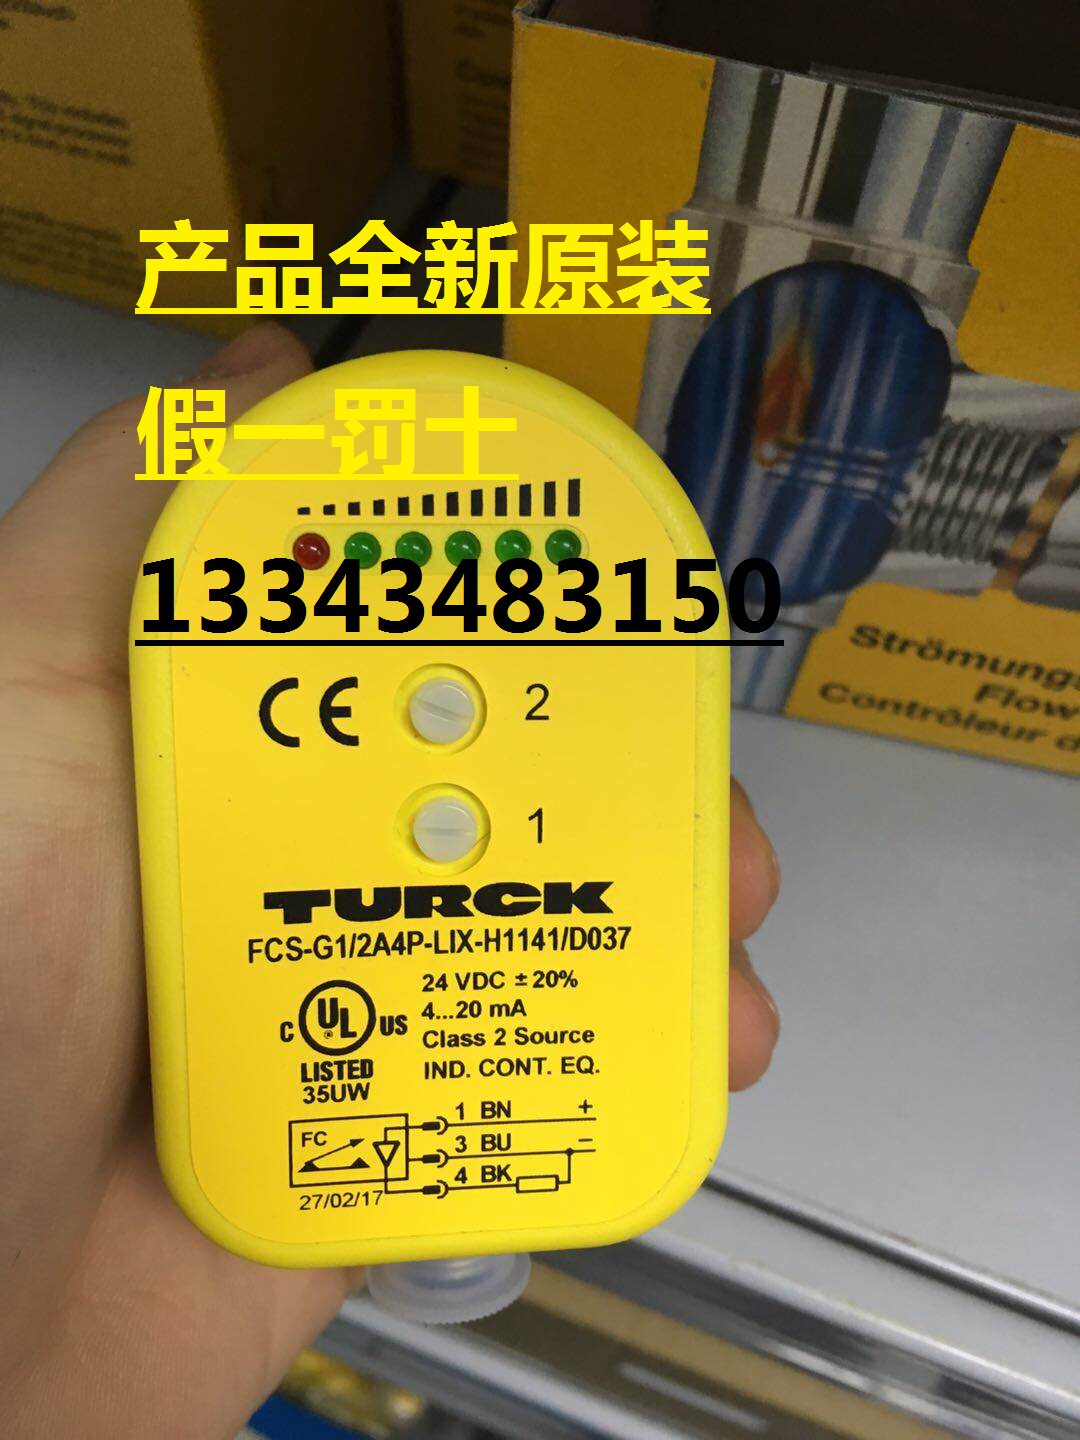 产品全新原装
假一罚十
13343483150
CE
2
1
TURCK
FCS-G1/2A4P-LIX-H1141/D037
24 VDC ± 20%
4...20 mA
Class 2 Source
IND. CONT. EQ.
C UL ® US
LISTED
35UW
FC
1 BN +
3 BU −
4 BK
27/02/17
Strömungs
Flow
Contrôleur d